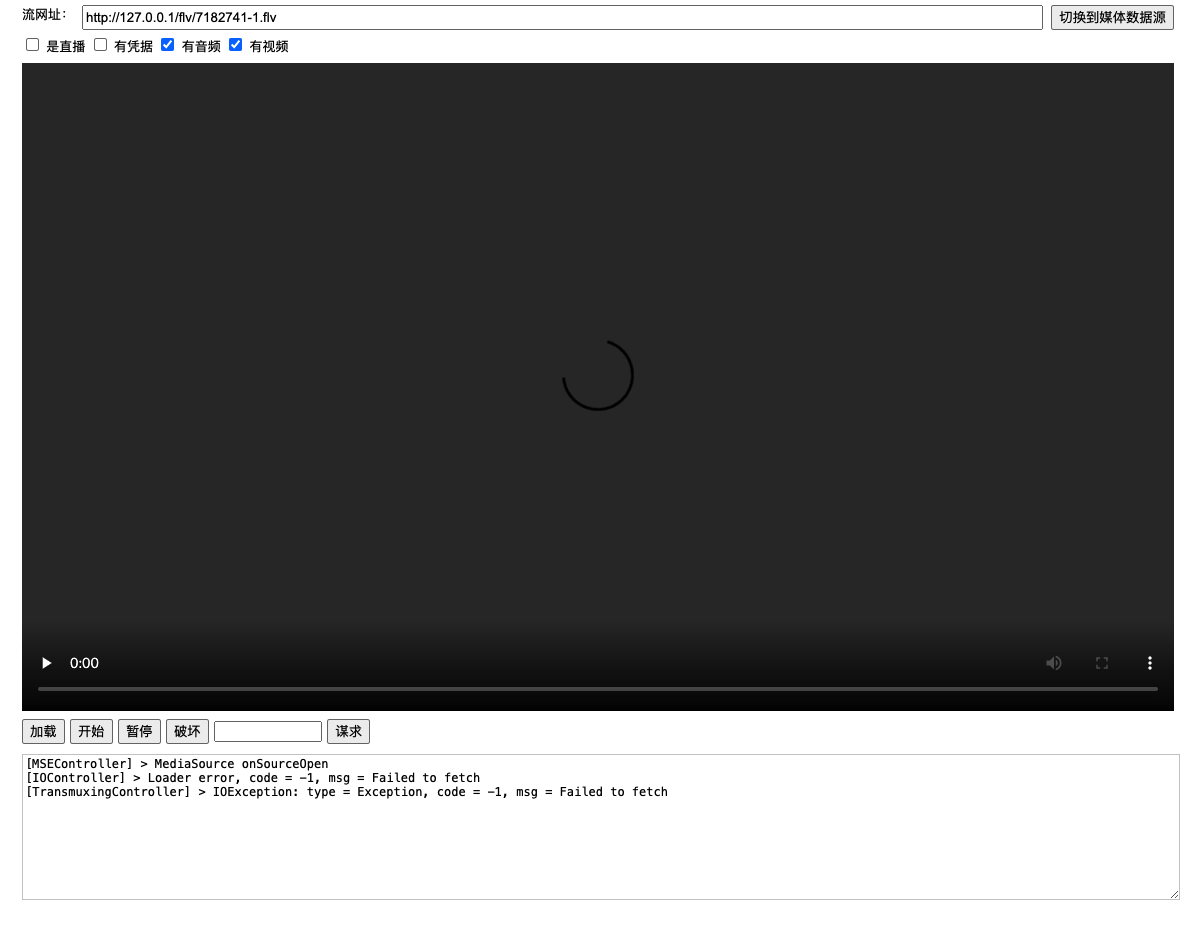 流网址： http://127.0.0.1/flv/7182741-1.flv 切换到媒体数据源
是直播 有凭据 有音频 有视频
0:00
加载 开始 暂停 破坏 谋求
[MSEController] > MediaSource onSourceOpen
[IOController] > Loader error, code = -1, msg = Failed to fetch
[TransmuxingController] > IOException: type = Exception, code = -1, msg = Failed to fetch